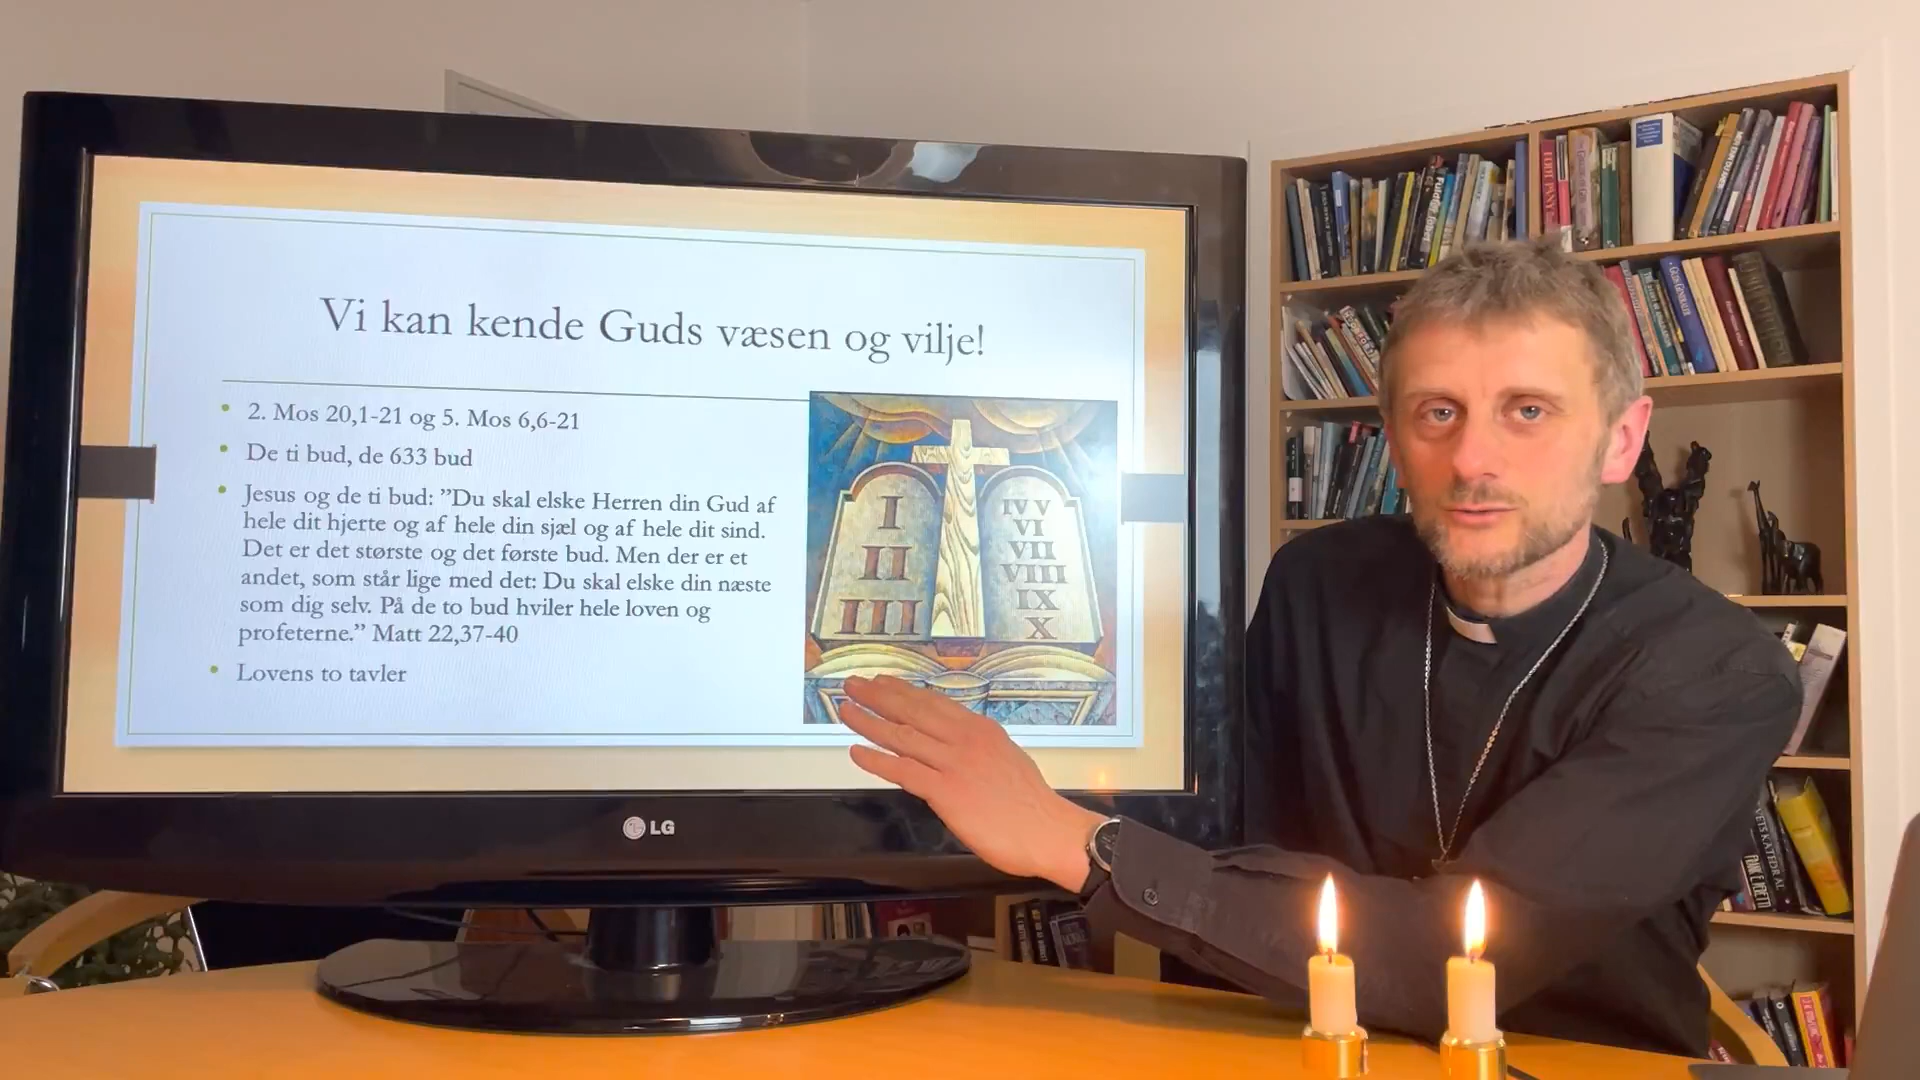 Vi kan kende Guds væsen og vilje!
2. Mos 20,1-21 og 5. Mos 6,6-21
De ti bud, de 633 bud
Jesus og de ti bud: ”Du skal elske Herren din Gud af
hele dit hjerte og af hele din sjæl og af hele dit sind.
Det er det største og det første bud. Men der er et
andet, som står lige med det: Du skal elske din næste
som dig selv. På de to bud hviler hele loven og
profeterne.” Matt 22,37-40
Lovens to tavler
I
II
III
IV V
VI
VII
VIII
IX
X
LG